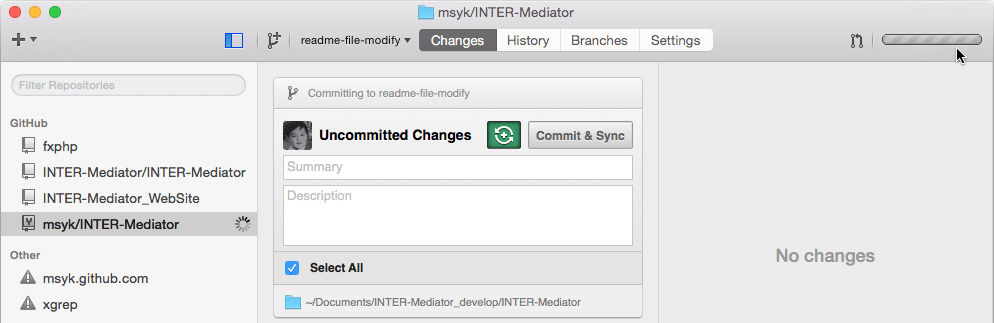 msyk/INTER-Mediator
readme-file-modify Changes History Branches Settings
Filter Repositories
GitHub
fxphp
INTER-Mediator/INTER-Mediator
INTER-Mediator_WebSite
msyk/INTER-Mediator
Other
msyk.github.com
xgrep
Committing to readme-file-modify
Uncommitted Changes
Commit & Sync
Summary
Description
Select All
~/Documents/INTER-Mediator_develop/INTER-Mediator
No changes